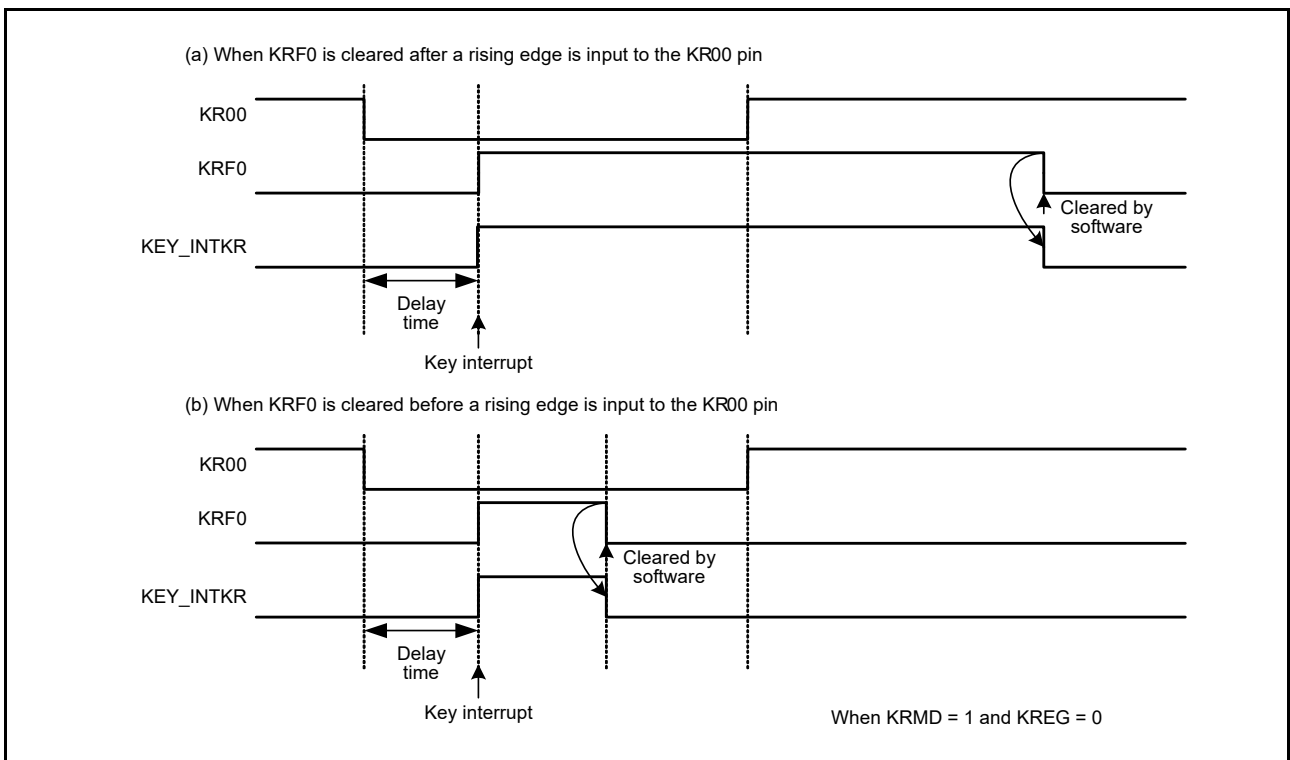 (a) When KRF0 is cleared after a rising edge is input to the KR00 pin
KR00
KRF0
Cleared by
software
KEY_INTKR
Delay
time
Key interrupt
(b) When KRF0 is cleared before a rising edge is input to the KR00 pin
KR00
KRF0
Cleared by
software
KEY_INTKR
Delay
time
Key interrupt
When KRMD = 1 and KREG = 0